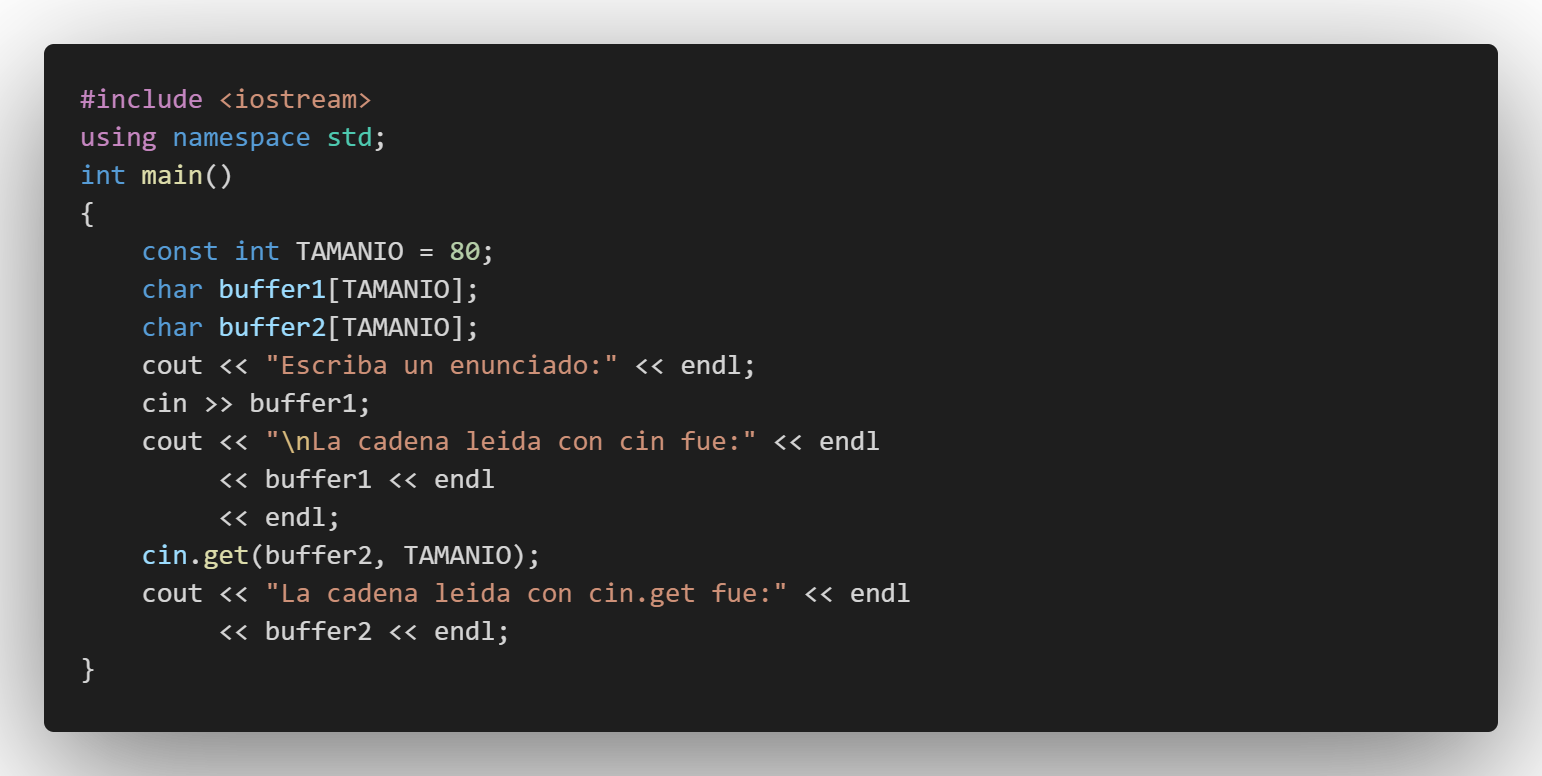 #include <iostream>
using namespace std;
int main()
{
    const int TAMANIO = 80;
    char buffer1[TAMANIO];
    char buffer2[TAMANIO];
    cout << "Escriba un enunciado:" << endl;
    cin >> buffer1;
    cout << "\nLa cadena leida con cin fue:" << endl
         << buffer1 << endl
         << endl;
    cin.get(buffer2, TAMANIO);
    cout << "La cadena leida con cin.get fue:" << endl
         << buffer2 << endl;
}